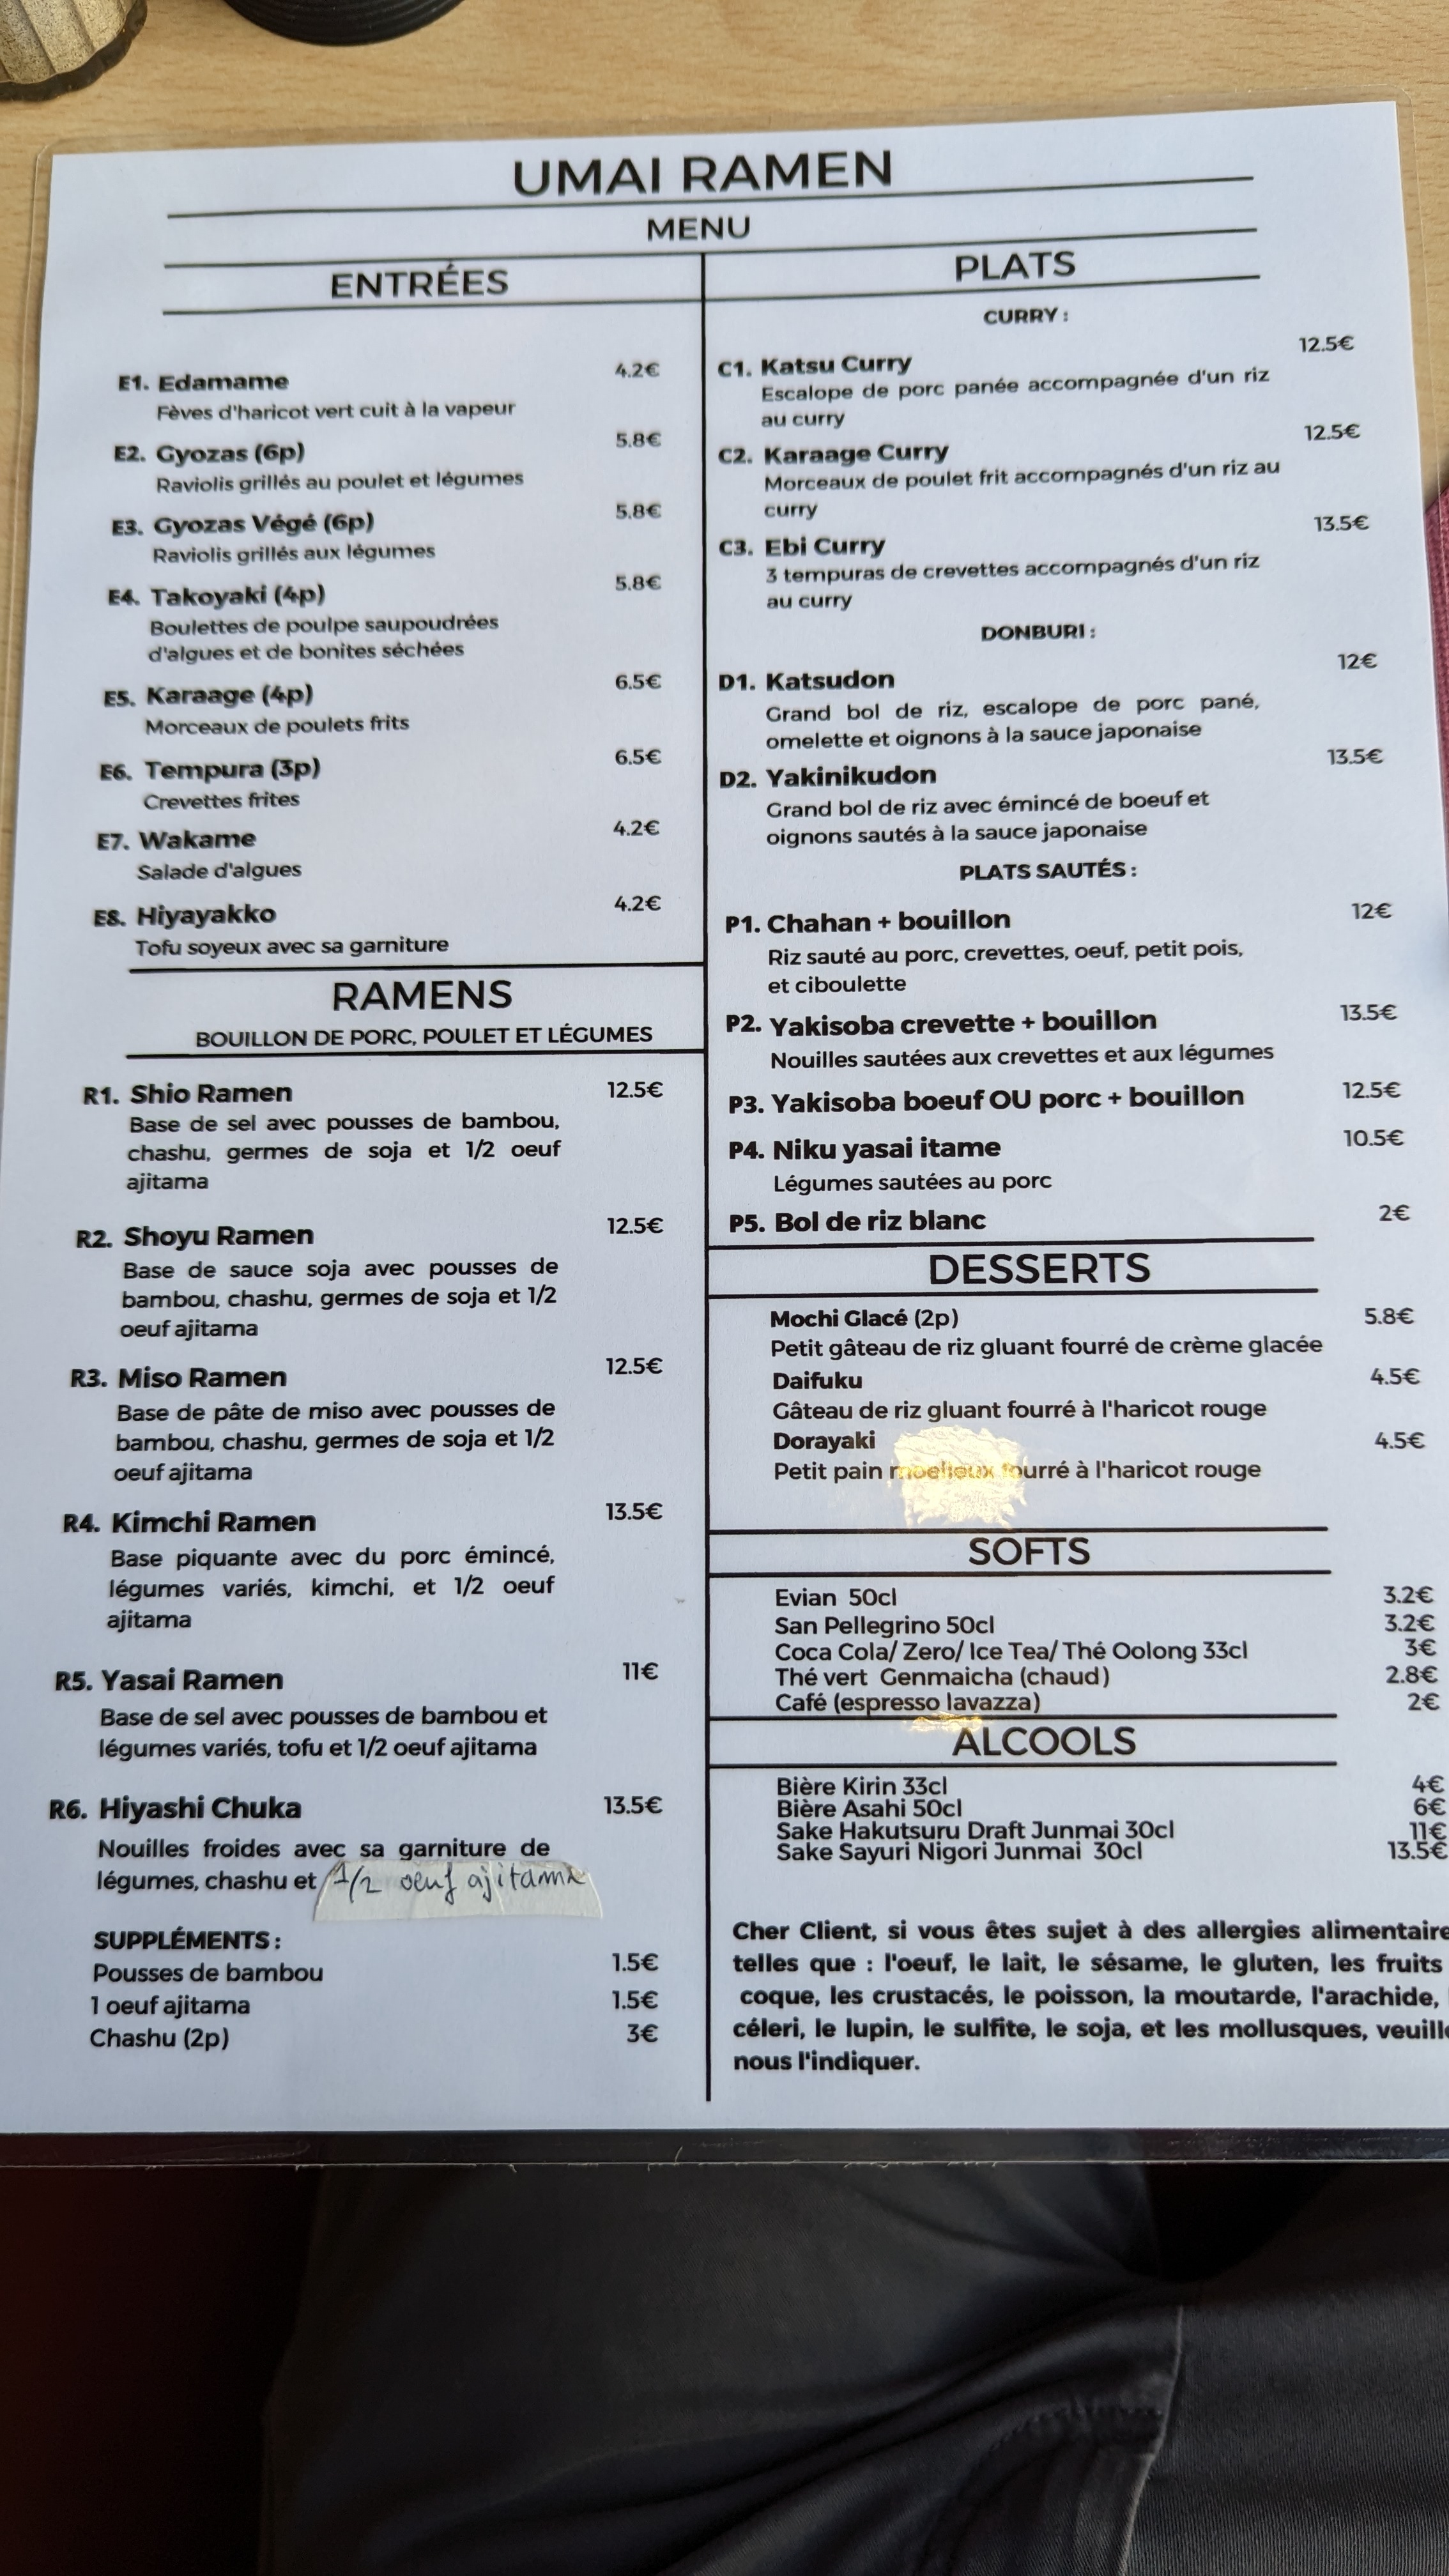 UMAI RAMEN
MENU
ENTRÉES
E1. Edamame 4.2€
Fèves d'haricot vert cuit à la vapeur
E2. Gyozas (6p) 5.8€
Raviolis grillés au poulet et légumes
E3. Gyozas Végé (6p) 5.8€
Raviolis grillés aux légumes
E4. Takoyaki (4p) 5.8€
Boulettes de poulpe saupoudrées
d'algues et de bonites séchées
E5. Karaage (4p) 6.5€
Morceaux de poulets frits
E6. Tempura (3p) 6.5€
Crevettes frites
E7. Wakame 4.2€
Salade d'algues
E8. Hiyayakko 4.2€
Tofu soyeux avec sa garniture
RAMENS
BOUILLON DE PORC, POULET ET LÉGUMES
R1. Shio Ramen 12.5€
Base de sel avec pousses de bambou,
chashu, germes de soja et 1/2 oeuf
ajitama
R2. Shoyu Ramen 12.5€
Base de sauce soja avec pousses de
bambou, chashu, germes de soja et 1/2
oeuf ajitama
R3. Miso Ramen 12.5€
Base de pâte de miso avec pousses de
bambou, chashu, germes de soja et 1/2
oeuf ajitama
R4. Kimchi Ramen 13.5€
Base piquante avec du porc émincé,
légumes variés, kimchi, et 1/2 oeuf
ajitama
R5. Yasai Ramen 11€
Base de sel avec pousses de bambou et
légumes variés, tofu et 1/2 oeuf ajitama
R6. Hiyashi Chuka 13.5€
Nouilles froides avec sa garniture de
légumes, chashu et 1/2 oeuf ajitama
SUPPLÉMENTS :
Pousses de bambou 1.5€
1 oeuf ajitama 1.5€
Chashu (2p) 3€
PLATS
CURRY :
C1. Katsu Curry 12.5€
Escalope de porc panée accompagnée d'un riz
au curry
C2. Karaage Curry 12.5€
Morceaux de poulet frit accompagnés d'un riz au
curry
C3. Ebi Curry 13.5€
3 tempuras de crevettes accompagnés d'un riz
au curry
DONBURI :
D1. Katsudon 12€
Grand bol de riz, escalope de porc pané,
omelette et oignons à la sauce japonaise
D2. Yakinikudon 13.5€
Grand bol de riz avec émincé de boeuf et
oignons sautés à la sauce japonaise
PLATS SAUTÉS :
P1. Chahan + bouillon 12€
Riz sauté au porc, crevettes, oeuf, petit pois,
et ciboulette
P2. Yakisoba crevette + bouillon 13.5€
Nouilles sautées aux crevettes et aux légumes
P3. Yakisoba boeuf OU porc + bouillon 12.5€
P4. Niku yasai itame 10.5€
Légumes sautées au porc
P5. Bol de riz blanc 2€
DESSERTS
Mochi Glacé (2p) 5.8€
Petit gâteau de riz gluant fourré de crème glacée
Daifuku 4.5€
Gâteau de riz gluant fourré à l'haricot rouge
Dorayaki 4.5€
Petit pain moelleux fourré à l'haricot rouge
SOFTS
Evian 50cl 3.2€
San Pellegrino 50cl 3.2€
Coca Cola/ Zero/ Ice Tea/ Thé Oolong 33cl 3€
Thé vert Genmaicha (chaud) 2.8€
Café (espresso lavazza) 2€
ALCOOLS
Bière Kirin 33cl 4€
Bière Asahi 50cl 6€
Sake Hakutsuru Draft Junmai 30cl 11€
Sake Sayuri Nigori Junmai 30cl 13.5€
Cher Client, si vous êtes sujet à des allergies alimentaire
telles que : l'oeuf, le lait, le sésame, le gluten, les fruits
coque, les crustacés, le poisson, la moutarde, l'arachide,
céleri, le lupin, le sulfite, le soja, et les mollusques, veuille
nous l'indiquer.